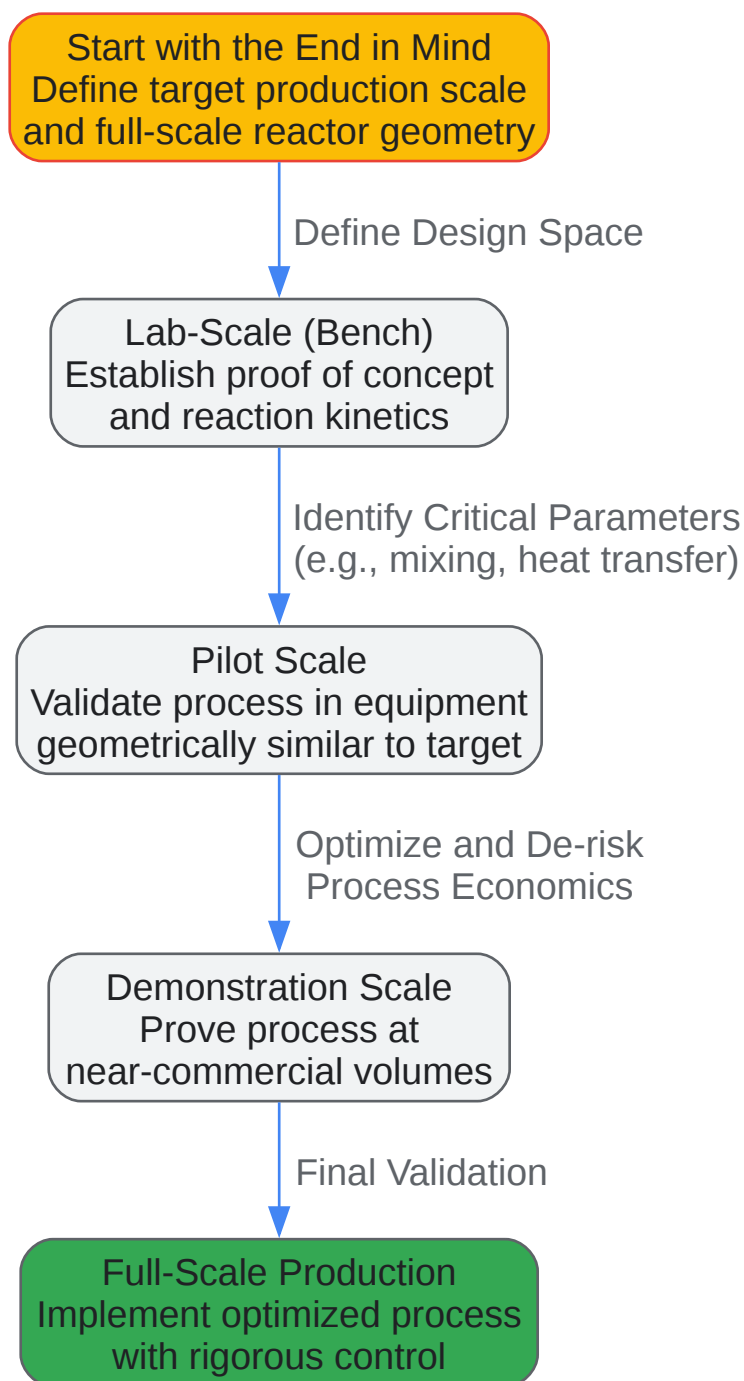 Start with the End in Mind
Define target production scale
and full-scale reactor geometry
Define Design Space
Lab-Scale (Bench)
Establish proof of concept
and reaction kinetics
Identify Critical Parameters
(e.g., mixing, heat transfer)
Pilot Scale
Validate process in equipment
geometrically similar to target
Optimize and De-risk
Process Economics
Demonstration Scale
Prove process at
near-commercial volumes
Final Validation
Full-Scale Production
Implement optimized process
with rigorous control